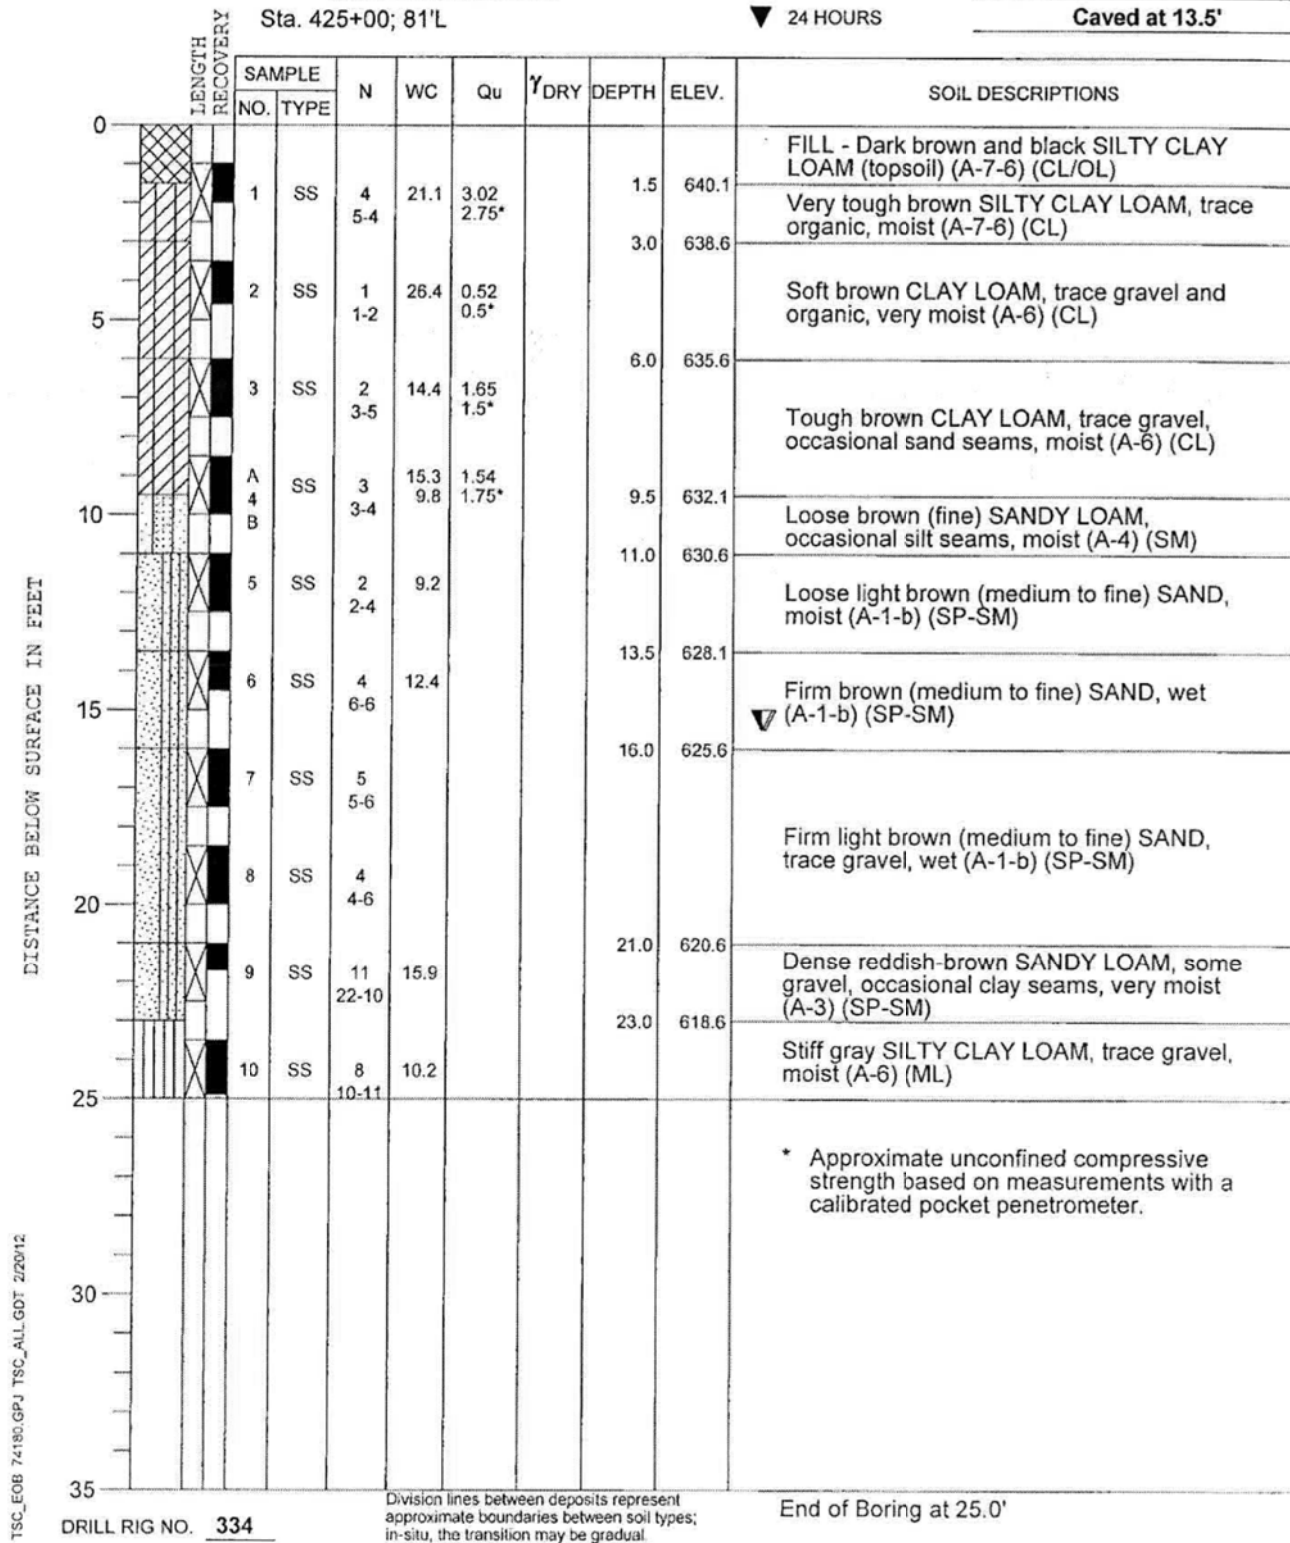 Sta. 425+00; 81'L
24 HOURS
Caved at 13.5'
LENGTH
RECOVERY
SAMPLE
NO.
TYPE
N
WC
Qu
γDRY
DEPTH
ELEV.
SOIL DESCRIPTIONS
DISTANCE BELOW SURFACE IN FEET
0
FILL - Dark brown and black SILTY CLAY
LOAM (topsoil) (A-7-6) (CL/OL)
1.5 640.1
1 SS 4 21.1 3.02
5-4 2.75*
Very tough brown SILTY CLAY LOAM, trace
organic, moist (A-7-6) (CL)
3.0 638.6
2 SS 1 26.4 0.52
1-2 0.5*
Soft brown CLAY LOAM, trace gravel and
organic, very moist (A-6) (CL)
5
6.0 635.6
3 SS 2 14.4 1.65
3-5 1.5*
Tough brown CLAY LOAM, trace gravel,
occasional sand seams, moist (A-6) (CL)
A 15.3 1.54
4 SS 3 9.8 1.75*
B 3-4
9.5 632.1
10
Loose brown (fine) SANDY LOAM,
occasional silt seams, moist (A-4) (SM)
11.0 630.6
5 SS 2 9.2
2-4
Loose light brown (medium to fine) SAND,
moist (A-1-b) (SP-SM)
13.5 628.1
6 SS 4 12.4
6-6
Firm brown (medium to fine) SAND, wet
(A-1-b) (SP-SM)
15
16.0 625.6
7 SS 5
5-6
Firm light brown (medium to fine) SAND,
trace gravel, wet (A-1-b) (SP-SM)
8 SS 4
4-6
20
21.0 620.6
9 SS 11 15.9
22-10
Dense reddish-brown SANDY LOAM, some
gravel, occasional clay seams, very moist
(A-3) (SP-SM)
23.0 618.6
10 SS 8 10.2
10-11
Stiff gray SILTY CLAY LOAM, trace gravel,
moist (A-6) (ML)
25
* Approximate unconfined compressive
strength based on measurements with a
calibrated pocket penetrometer.
30
35
TSC_EOB 74180.GPJ TSC_ALL.GDT 2/20/12
DRILL RIG NO. 334
Division lines between deposits represent
approximate boundaries between soil types;
in-situ, the transition may be gradual.
End of Boring at 25.0'